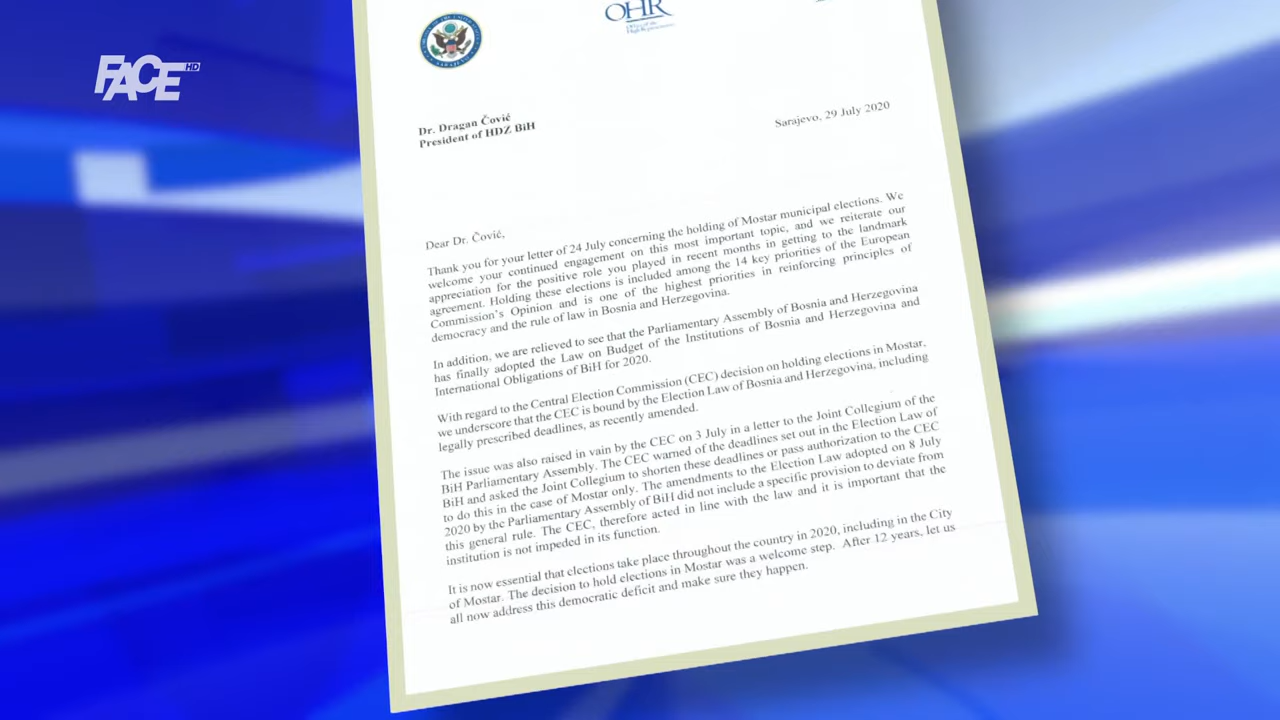 FACE HD
OHR
Office of the
High Representative
SARAJEVO
Dr. Dragan Čović
President of HDZ BiH
Sarajevo, 29 July 2020
Dear Dr. Čović,
Thank you for your letter of 24 July concerning the holding of Mostar municipal elections. We
welcome your continued engagement on this most important topic, and we reiterate our
appreciation for the positive role you played in recent months in getting to the landmark
agreement. Holding these elections is included among the 14 key priorities of the European
Commission's Opinion and is one of the highest priorities in reinforcing principles of
democracy and the rule of law in Bosnia and Herzegovina.
In addition, we are relieved to see that the Parliamentary Assembly of Bosnia and Herzegovina
has finally adopted the Law on Budget of the Institutions of Bosnia and Herzegovina and
International Obligations of BiH for 2020.
With regard to the Central Election Commission (CEC) decision on holding elections in Mostar,
we underscore that the CEC is bound by the Election Law of Bosnia and Herzegovina, including
legally prescribed deadlines, as recently amended.
The issue was also raised in vain by the CEC on 3 July in a letter to the Joint Collegium of the
BiH Parliamentary Assembly. The CEC warned of the deadlines set out in the Election Law of
BiH and asked the Joint Collegium to shorten these deadlines or pass authorization to the CEC
to do this in the case of Mostar only. The amendments to the Election Law adopted on 8 July
2020 by the Parliamentary Assembly of BiH did not include a specific provision to deviate from
this general rule. The CEC, therefore acted in line with the law and it is important that the
institution is not impeded in its function.
It is now essential that elections take place throughout the country in 2020, including in the City
of Mostar. The decision to hold elections in Mostar was a welcome step. After 12 years, let us
all now address this democratic deficit and make sure they happen.